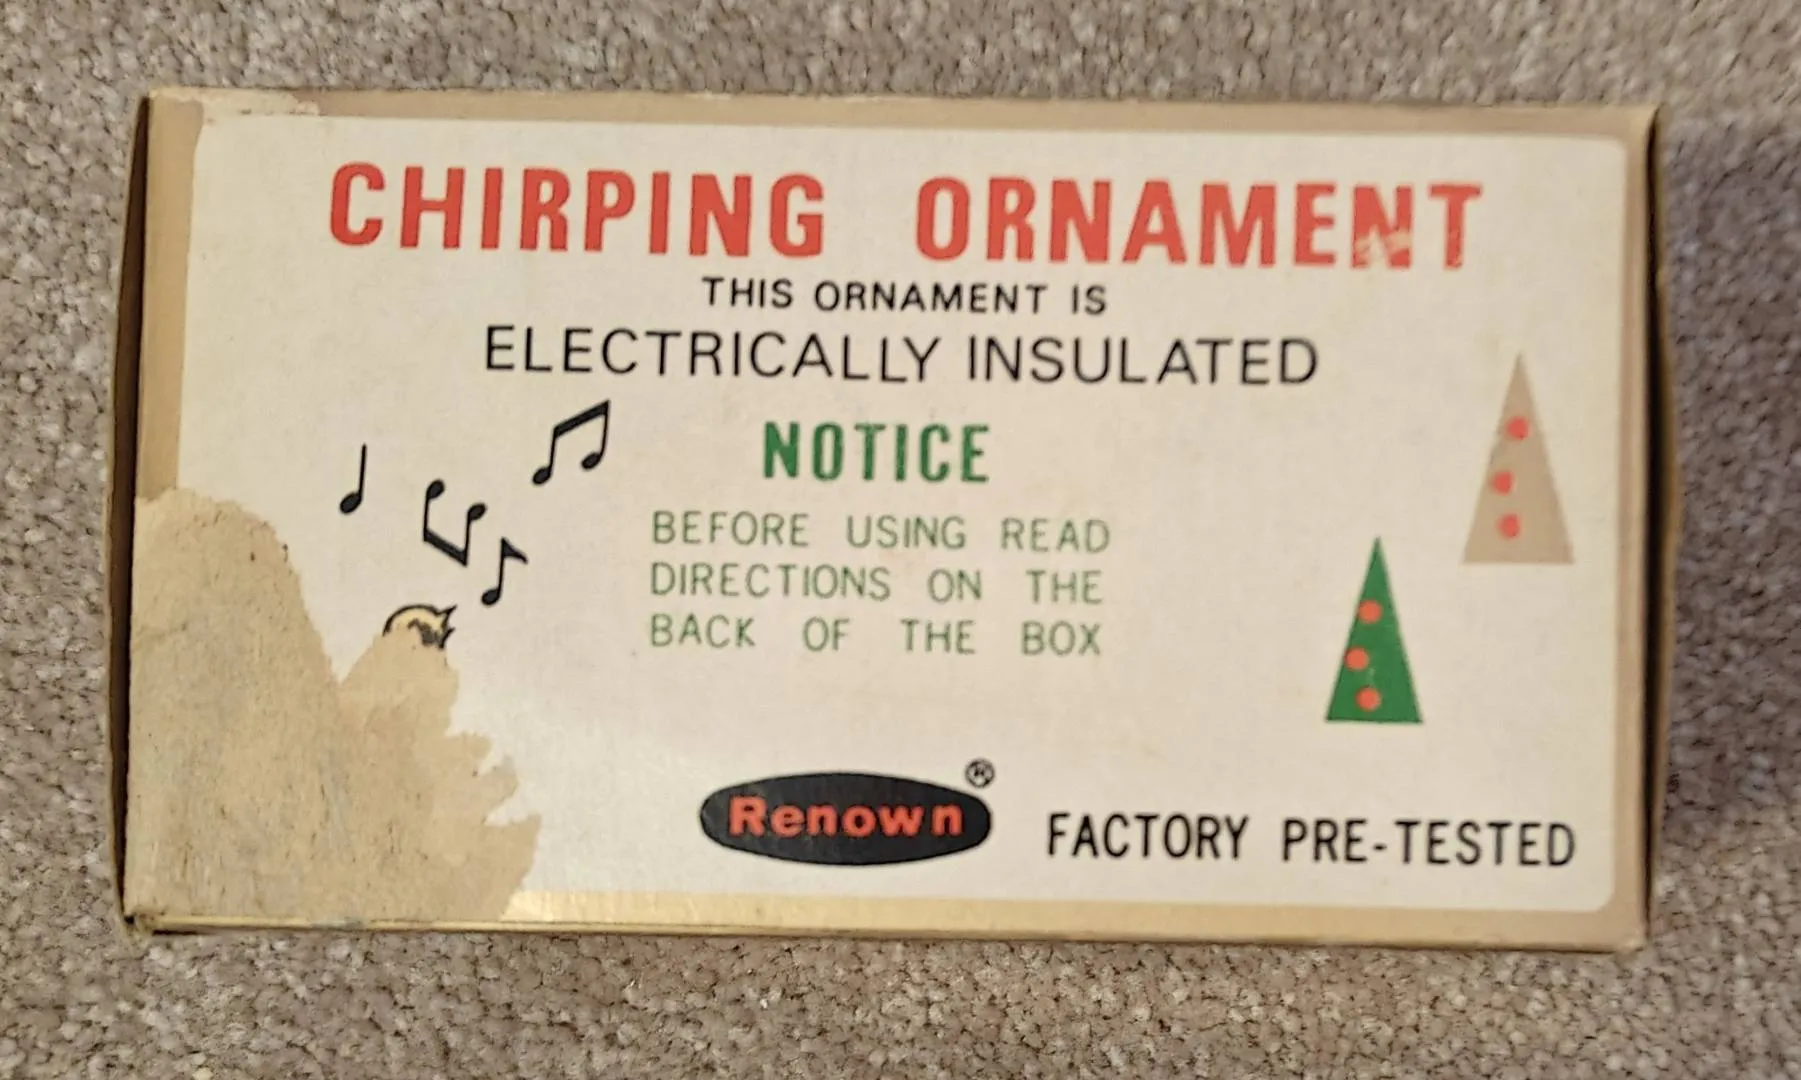 CHIRPING ORNAMENT
THIS ORNAMENT IS
ELECTRICALLY INSULATED
NOTICE
BEFORE USING READ
DIRECTIONS ON THE
BACK OF THE BOX
Renown®
FACTORY PRE-TESTED